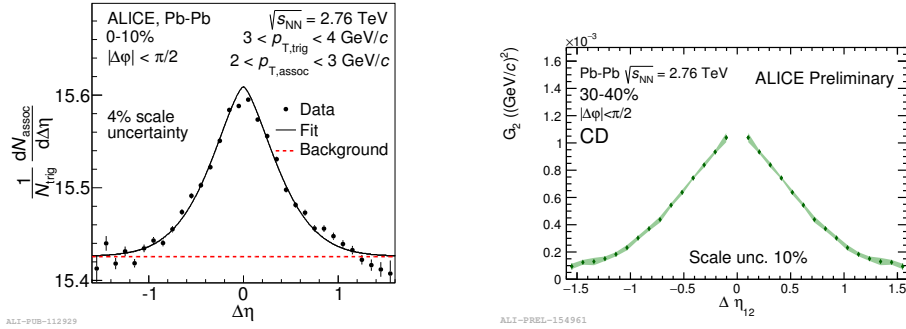 ALICE, Pb-Pb
0-10%
|Δφ| < π/2
√sNN = 2.76 TeV
3 < pT,trig < 4 GeV/c
2 < pT,assoc < 3 GeV/c
4% scale
uncertainty
Data
Fit
Background
1/Ntrig dNassoc/dΔη
15.6
15.5
15.4
−1 0 1
Δη
ALI-PUB-112929
×10⁻³
Pb-Pb √sNN = 2.76 TeV
ALICE Preliminary
30-40%
|Δφ|<π/2
CD
Scale unc. 10%
G2 ((GeV/c)²)
1.6
1.4
1.2
1
0.8
0.6
0.4
0.2
0
−1.5 −1 −0.5 0 0.5 1 1.5
Δ η12
ALI-PREL-154961